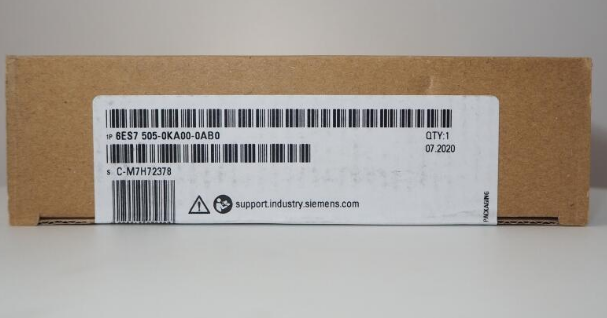 1P 6ES7 505-0KA00-0AB0
QTY:1
07.2020
S C-M7H72378
support.industry.siemens.com
PACKAGING